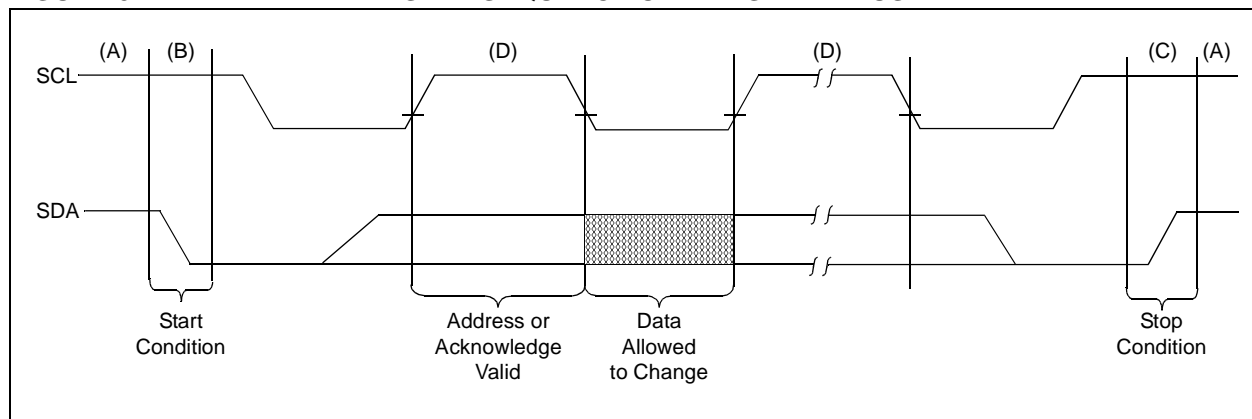 (A) (B) (D) (D) (C) (A)
SCL
SDA
Start
Condition
Address or
Acknowledge
Valid
Data
Allowed
to Change
Stop
Condition